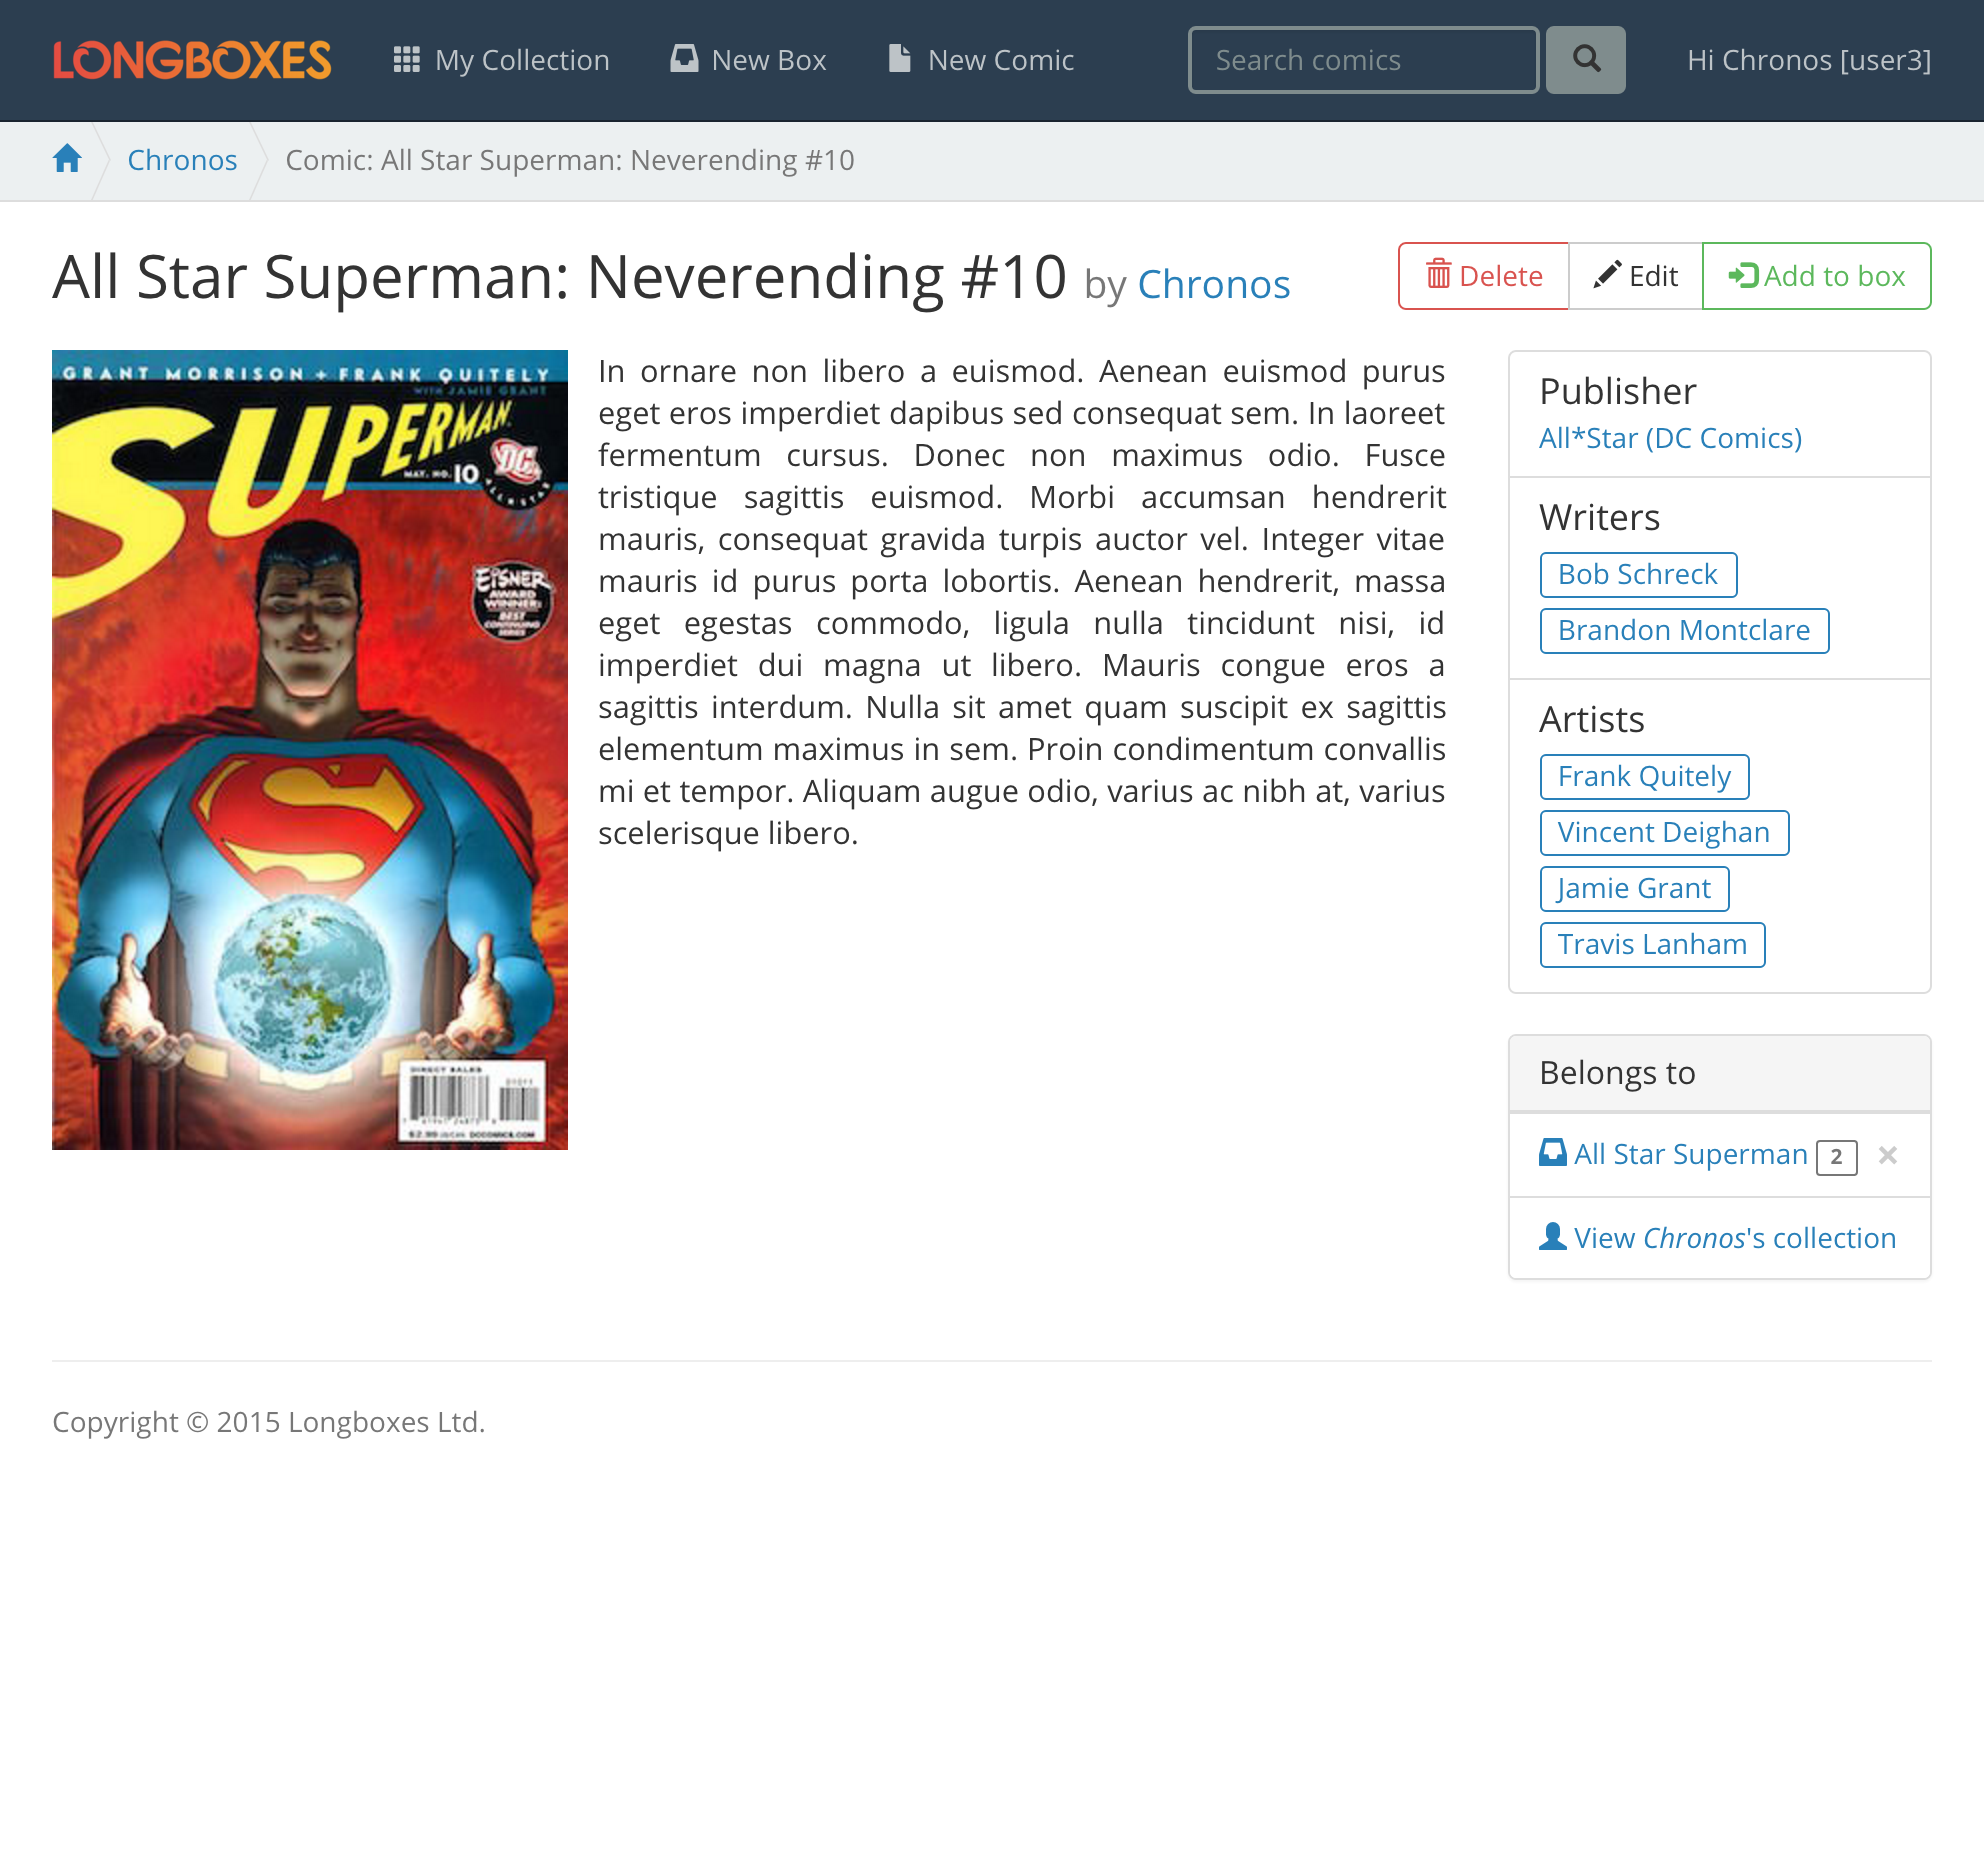 LONGBOXES
My Collection
New Box
New Comic
Search comics
Hi Chronos [user3]
Chronos
Comic: All Star Superman: Neverending #10
All Star Superman: Neverending #10 by Chronos
Delete
Edit
Add to box
GRANT MORRISON + FRANK QUITELY
WITH JAMIE GRANT
SUPERMAN
MAY. NO. 10
DC
ALL STAR
EISNER
AWARD
WINNER:
BEST
CONTINUING
SERIES
DIRECT SALES
In ornare non libero a euismod. Aenean euismod purus
eget eros imperdiet dapibus sed consequat sem. In laoreet
fermentum cursus. Donec non maximus odio. Fusce
tristique sagittis euismod. Morbi accumsan hendrerit
mauris, consequat gravida turpis auctor vel. Integer vitae
mauris id purus porta lobortis. Aenean hendrerit, massa
eget egestas commodo, ligula nulla tincidunt nisi, id
imperdiet dui magna ut libero. Mauris congue eros a
sagittis interdum. Nulla sit amet quam suscipit ex sagittis
elementum maximus in sem. Proin condimentum convallis
mi et tempor. Aliquam augue odio, varius ac nibh at, varius
scelerisque libero.
Publisher
All*Star (DC Comics)
Writers
Bob Schreck
Brandon Montclare
Artists
Frank Quitely
Vincent Deighan
Jamie Grant
Travis Lanham
Belongs to
All Star Superman 2 ×
View Chronos's collection
Copyright © 2015 Longboxes Ltd.